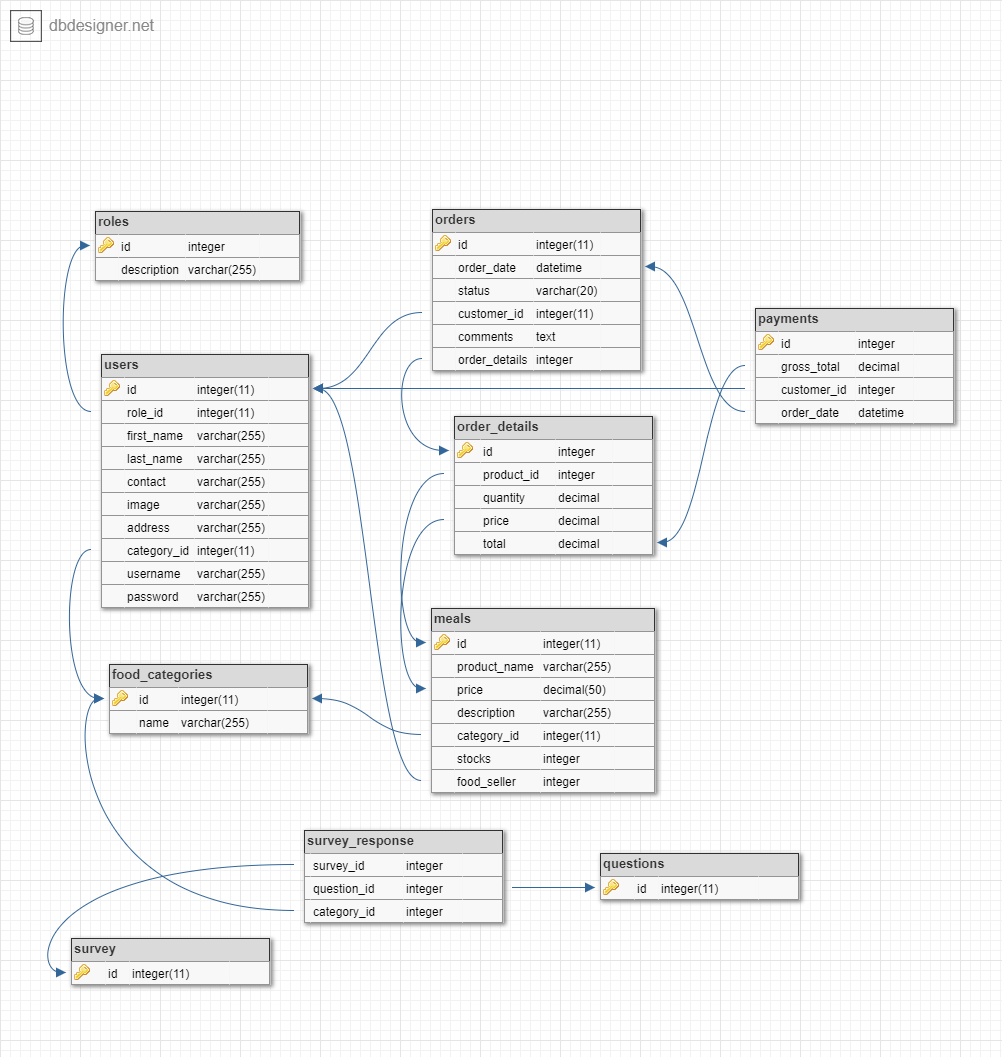 dbdesigner.net
roles
id integer
description varchar(255)
users
id integer(11)
role_id integer(11)
first_name varchar(255)
last_name varchar(255)
contact varchar(255)
image varchar(255)
address varchar(255)
category_id integer(11)
username varchar(255)
password varchar(255)
food_categories
id integer(11)
name varchar(255)
orders
id integer(11)
order_date datetime
status varchar(20)
customer_id integer(11)
comments text
order_details integer
order_details
id integer
product_id integer
quantity decimal
price decimal
total decimal
payments
id integer
gross_total decimal
customer_id integer
order_date datetime
meals
id integer(11)
product_name varchar(255)
price decimal(50)
description varchar(255)
category_id integer(11)
stocks integer
food_seller integer
survey_response
survey_id integer
question_id integer
category_id integer
questions
id integer(11)
survey
id integer(11)